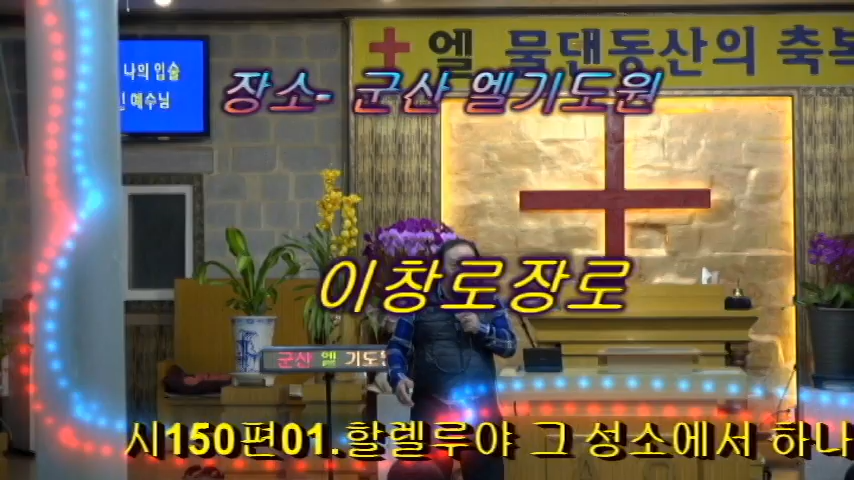 나의 입술
예수님
엘 물댄동산의 축복
장소- 군산 엘기도원
이창로장로
군산 엘 기도원
시150편01.할렐루야 그 성소에서 하나